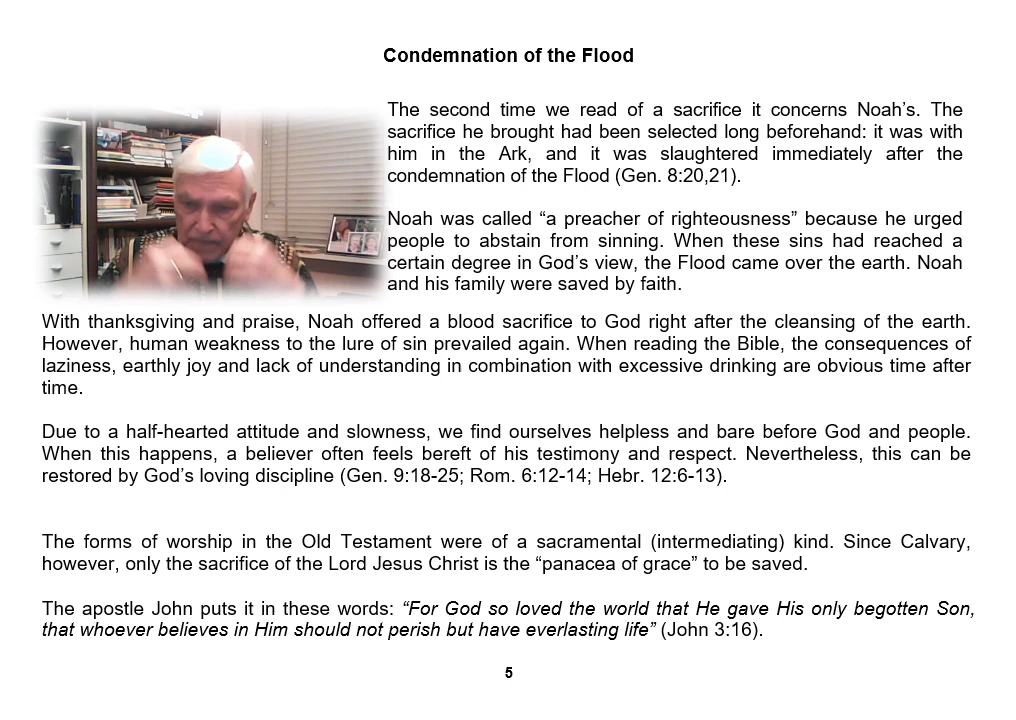 Condemnation of the Flood
The second time we read of a sacrifice it concerns Noah’s. The
sacrifice he brought had been selected long beforehand: it was with
him in the Ark, and it was slaughtered immediately after the
condemnation of the Flood (Gen. 8:20,21).
Noah was called “a preacher of righteousness” because he urged
people to abstain from sinning. When these sins had reached a
certain degree in God’s view, the Flood came over the earth. Noah
and his family were saved by faith.
With thanksgiving and praise, Noah offered a blood sacrifice to God right after the cleansing of the earth.
However, human weakness to the lure of sin prevailed again. When reading the Bible, the consequences of
laziness, earthly joy and lack of understanding in combination with excessive drinking are obvious time after
time.
Due to a half-hearted attitude and slowness, we find ourselves helpless and bare before God and people.
When this happens, a believer often feels bereft of his testimony and respect. Nevertheless, this can be
restored by God’s loving discipline (Gen. 9:18-25; Rom. 6:12-14; Hebr. 12:6-13).
The forms of worship in the Old Testament were of a sacramental (intermediating) kind. Since Calvary,
however, only the sacrifice of the Lord Jesus Christ is the “panacea of grace” to be saved.
The apostle John puts it in these words: “For God so loved the world that He gave His only begotten Son,
that whoever believes in Him should not perish but have everlasting life” (John 3:16).
5